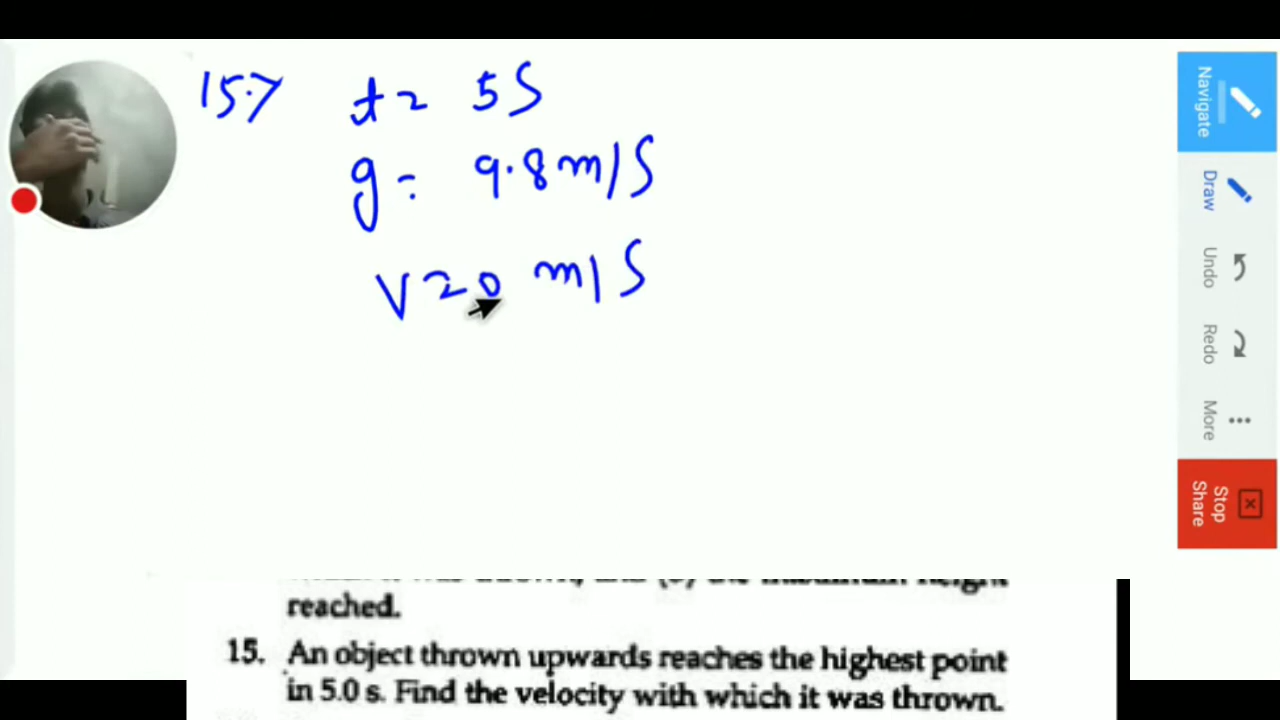 15.7 t= 5S
g= 9.8m/S
V=0 m/S
Navigate
Draw
Undo
Redo
More
Stop
Share
reached.
15. An object thrown upwards reaches the highest point
in 5.0 s. Find the velocity with which it was thrown.